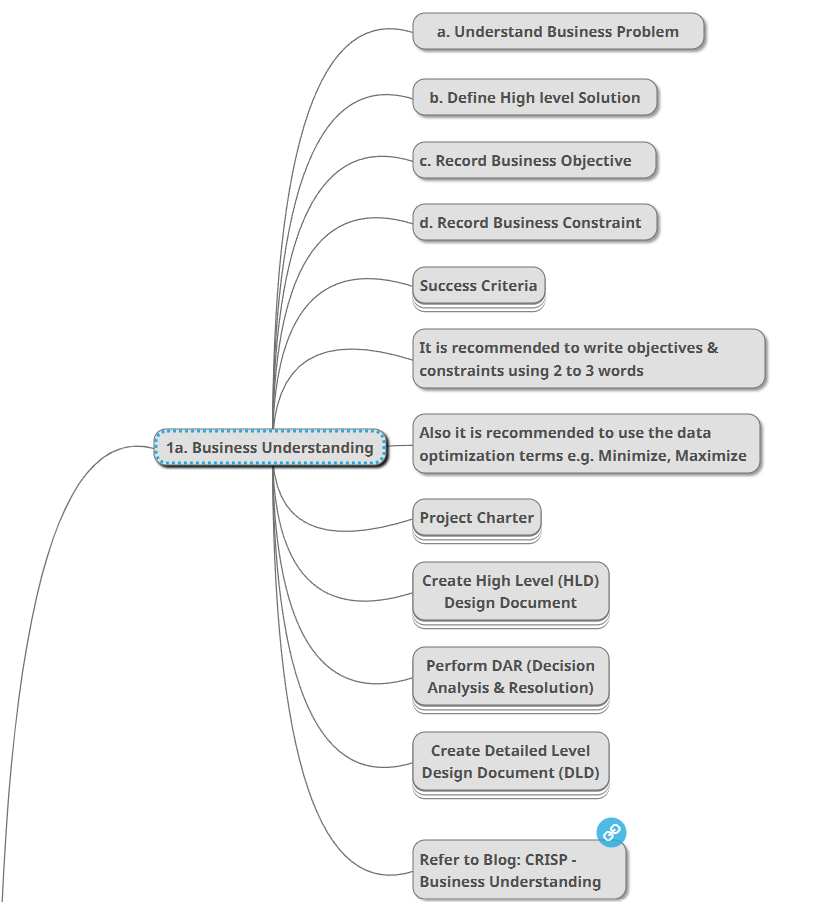 a. Understand Business Problem
b. Define High level Solution
c. Record Business Objective
d. Record Business Constraint
Success Criteria
It is recommended to write objectives &
constraints using 2 to 3 words
1a. Business Understanding
Also it is recommended to use the data
optimization terms e.g. Minimize, Maximize
Project Charter
Create High Level (HLD)
Design Document
Perform DAR (Decision
Analysis & Resolution)
Create Detailed Level
Design Document (DLD)
Refer to Blog: CRISP -
Business Understanding